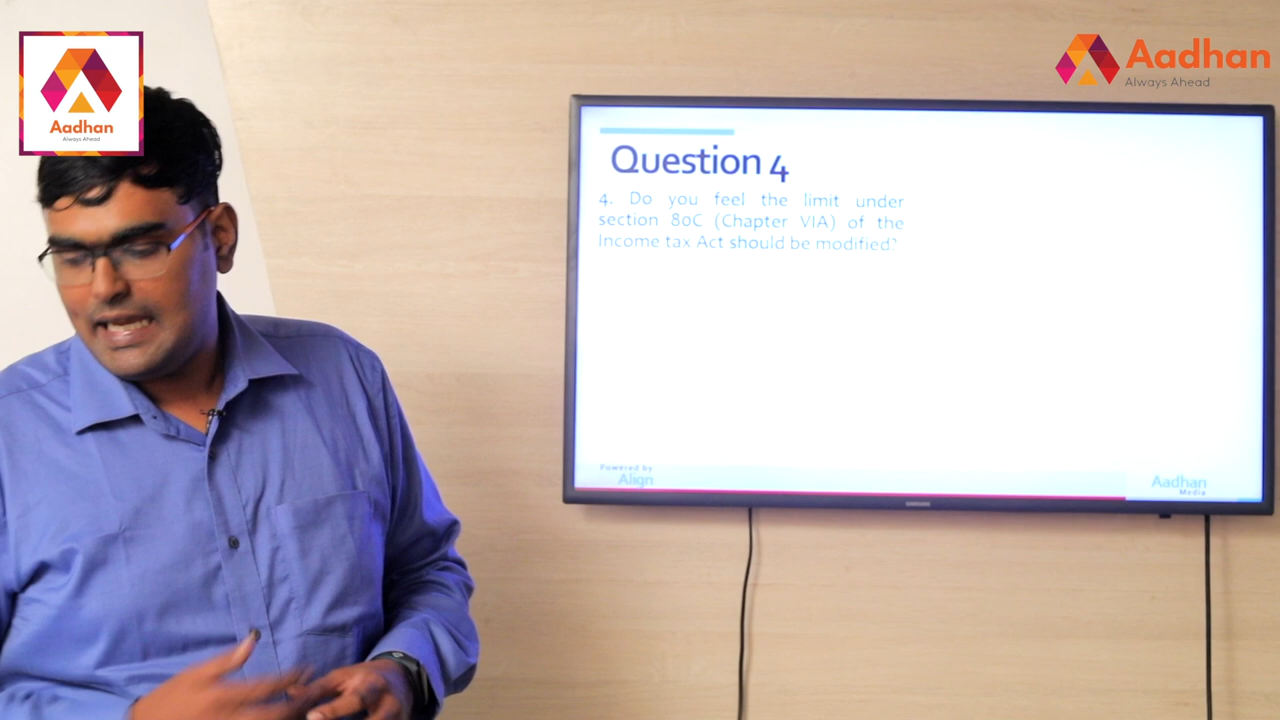 Aadhan
Always Ahead
Aadhan
Always Ahead
Question 4
4. Do you feel the limit under
section 80C (Chapter VIA) of the
Income tax Act should be modified?
Powered by
Align
Aadhan
Media